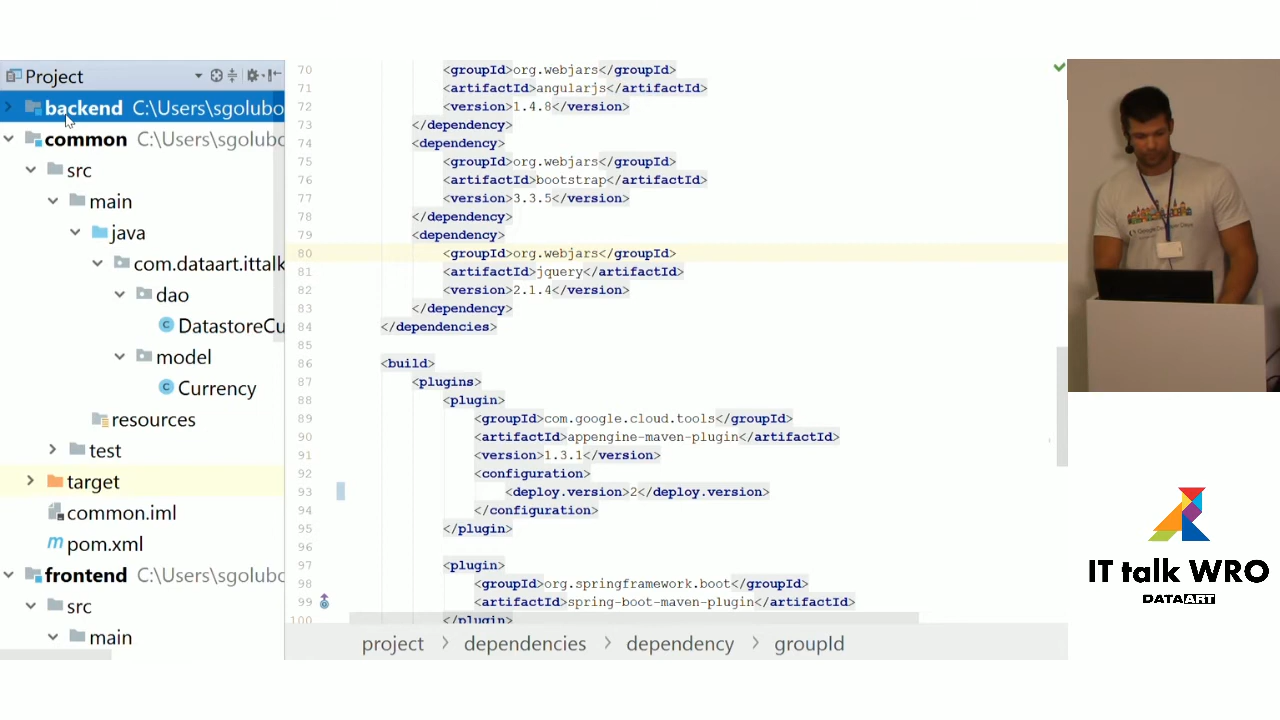 Project
backend C:\Users\sgolubo
common C:\Users\sgolubo
src
main
java
com.dataart.ittalk
dao
DatastoreCu
model
Currency
resources
test
target
common.iml
pom.xml
frontend C:\Users\sgolubo
src
main
70 <groupId>org.webjars</groupId>
71 <artifactId>angularjs</artifactId>
72 <version>1.4.8</version>
73 </dependency>
74 <dependency>
75 <groupId>org.webjars</groupId>
76 <artifactId>bootstrap</artifactId>
77 <version>3.3.5</version>
78 </dependency>
79 <dependency>
80 <groupId>org.webjars</groupId>
81 <artifactId>jquery</artifactId>
82 <version>2.1.4</version>
83 </dependency>
84 </dependencies>
85
86 <build>
87 <plugins>
88 <plugin>
89 <groupId>com.google.cloud.tools</groupId>
90 <artifactId>appengine-maven-plugin</artifactId>
91 <version>1.3.1</version>
92 <configuration>
93 <deploy.version>2</deploy.version>
94 </configuration>
95 </plugin>
96
97 <plugin>
98 <groupId>org.springframework.boot</groupId>
99 <artifactId>spring-boot-maven-plugin</artifactId>
100 </plugin>
project > dependencies > dependency > groupId
IT talk WRO
DATAART